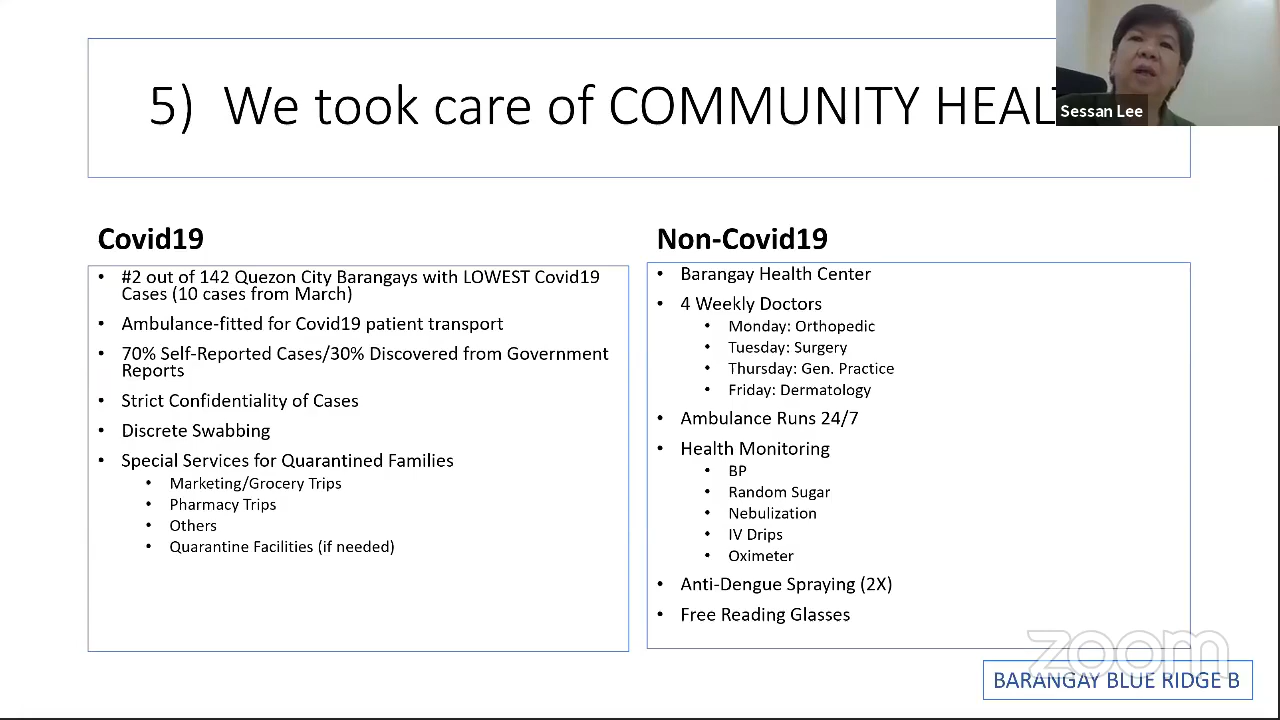 5) We took care of COMMUNITY HEAL
Sessan Lee
Covid19
• #2 out of 142 Quezon City Barangays with LOWEST Covid19
Cases (10 cases from March)
• Ambulance-fitted for Covid19 patient transport
• 70% Self-Reported Cases/30% Discovered from Government
Reports
• Strict Confidentiality of Cases
• Discrete Swabbing
• Special Services for Quarantined Families
• Marketing/Grocery Trips
• Pharmacy Trips
• Others
• Quarantine Facilities (if needed)
Non-Covid19
• Barangay Health Center
• 4 Weekly Doctors
• Monday: Orthopedic
• Tuesday: Surgery
• Thursday: Gen. Practice
• Friday: Dermatology
• Ambulance Runs 24/7
• Health Monitoring
• BP
• Random Sugar
• Nebulization
• IV Drips
• Oximeter
• Anti-Dengue Spraying (2X)
• Free Reading Glasses
zoom
BARANGAY BLUE RIDGE B